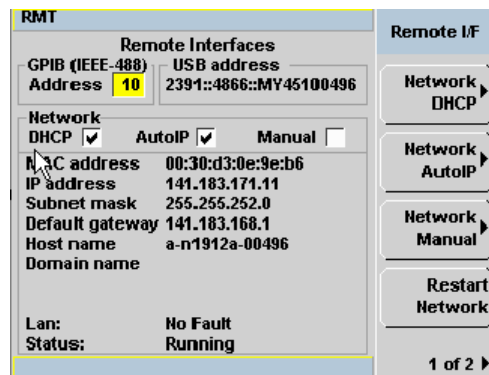 RMT
Remote Interfaces
GPIB (IEEE-488)
Address 10
USB address
2391::4866::MY45100496
Network
DHCP AutoIP Manual
MAC address 00:30:d3:0e:9e:b6
IP address 141.183.171.11
Subnet mask 255.255.252.0
Default gateway 141.183.168.1
Host name a-n1912a-00496
Domain name
Lan: No Fault
Status: Running
Remote I/F
Network
DHCP
Network
AutoIP
Network
Manual
Restart
Network
1 of 2